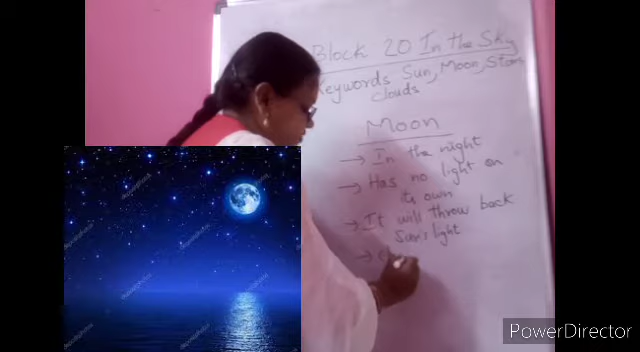 Block 20 In the Sky
Keywords Sun, Moon, Stars
clouds
Moon
→ In the night
→ Has no light on
its own
→ It will throw back
Sun's light
→
PowerDirector